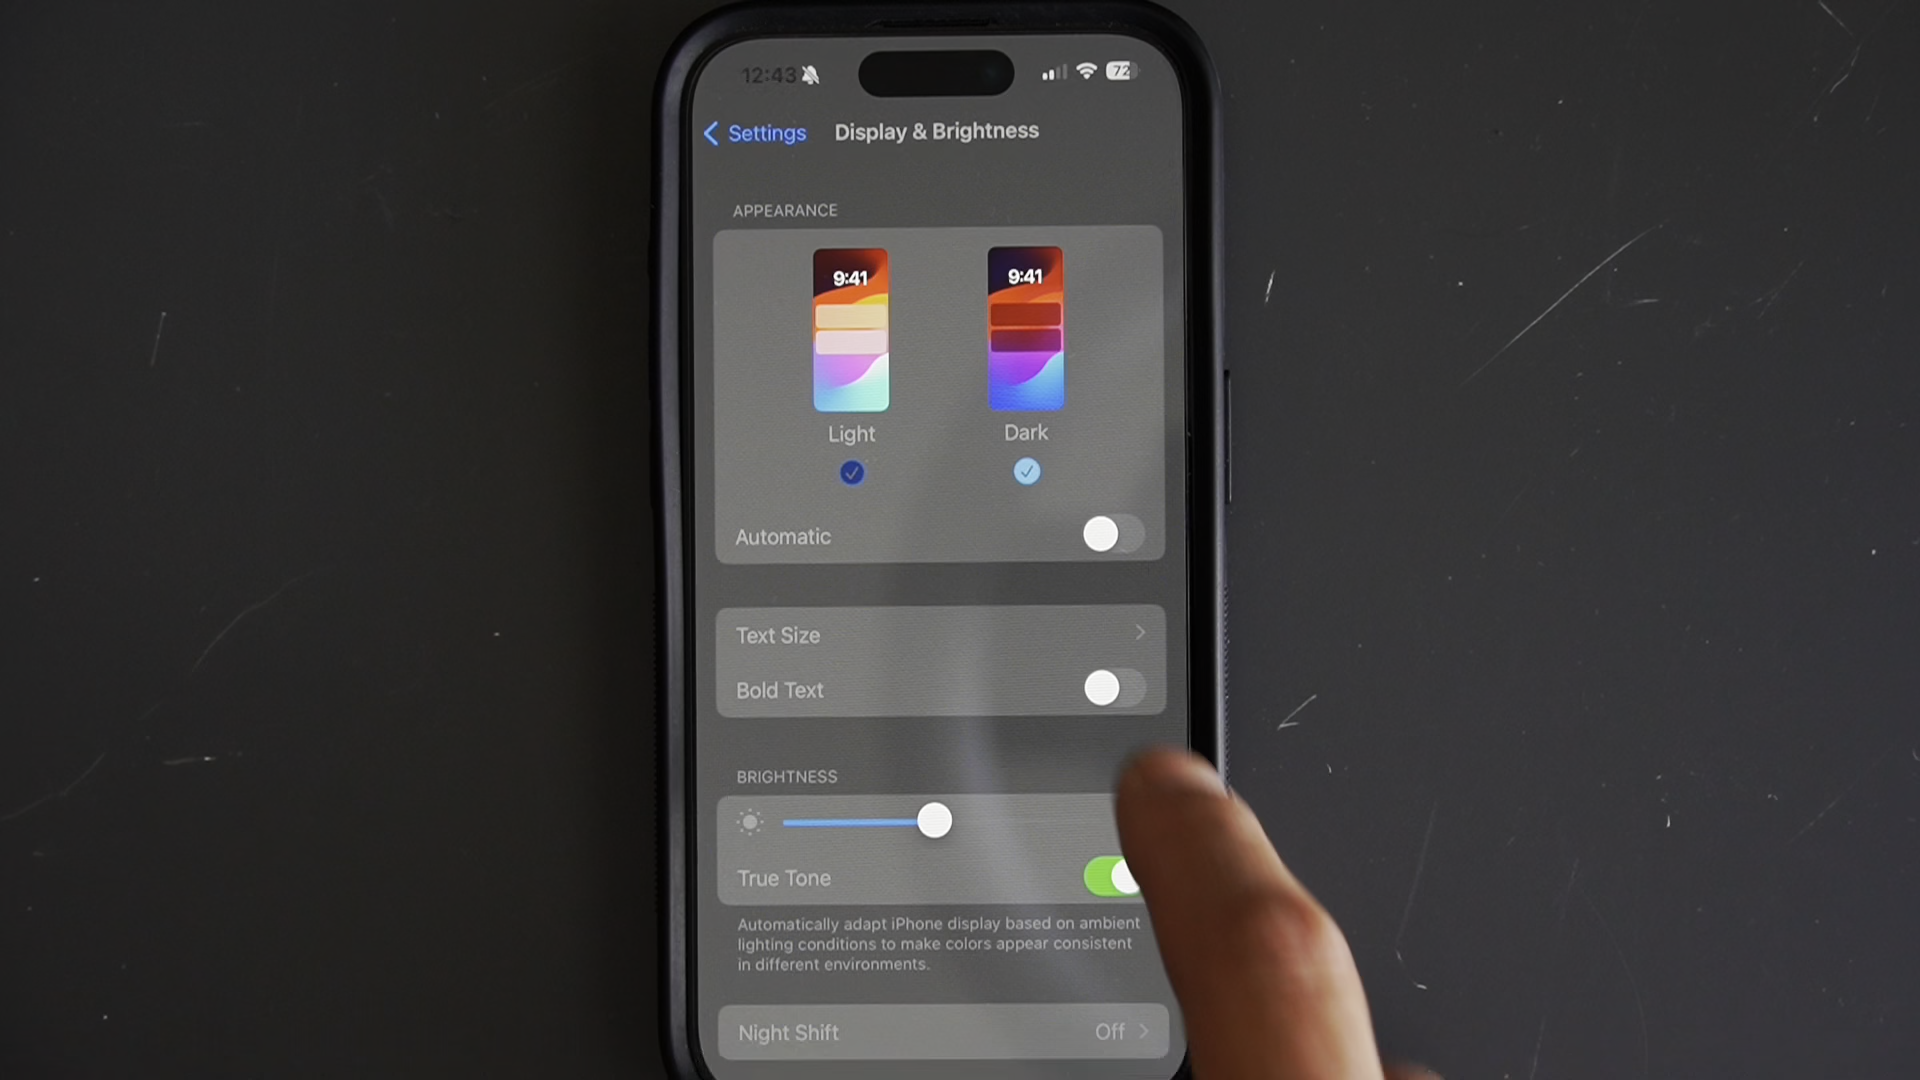 12:43 72
Settings Display & Brightness
APPEARANCE
9:41 9:41
Light Dark
Automatic
Text Size
Bold Text
BRIGHTNESS
True Tone
Automatically adapt iPhone display based on ambient
lighting conditions to make colors appear consistent
in different environments.
Night Shift Off